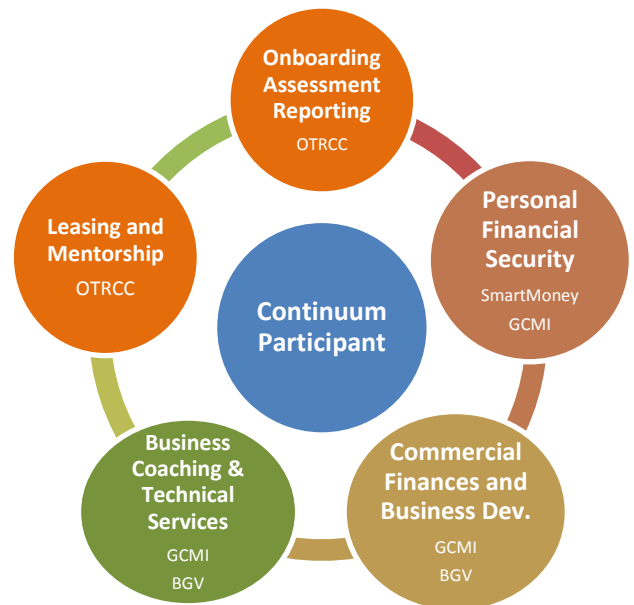 Onboarding
Assessment
Reporting
OTRCC
Personal
Financial
Security
SmartMoney
GCMI
Commercial
Finances and
Business Dev.
GCMI
BGV
Business
Coaching &
Technical
Services
GCMI
BGV
Leasing and
Mentorship
OTRCC
Continuum
Participant